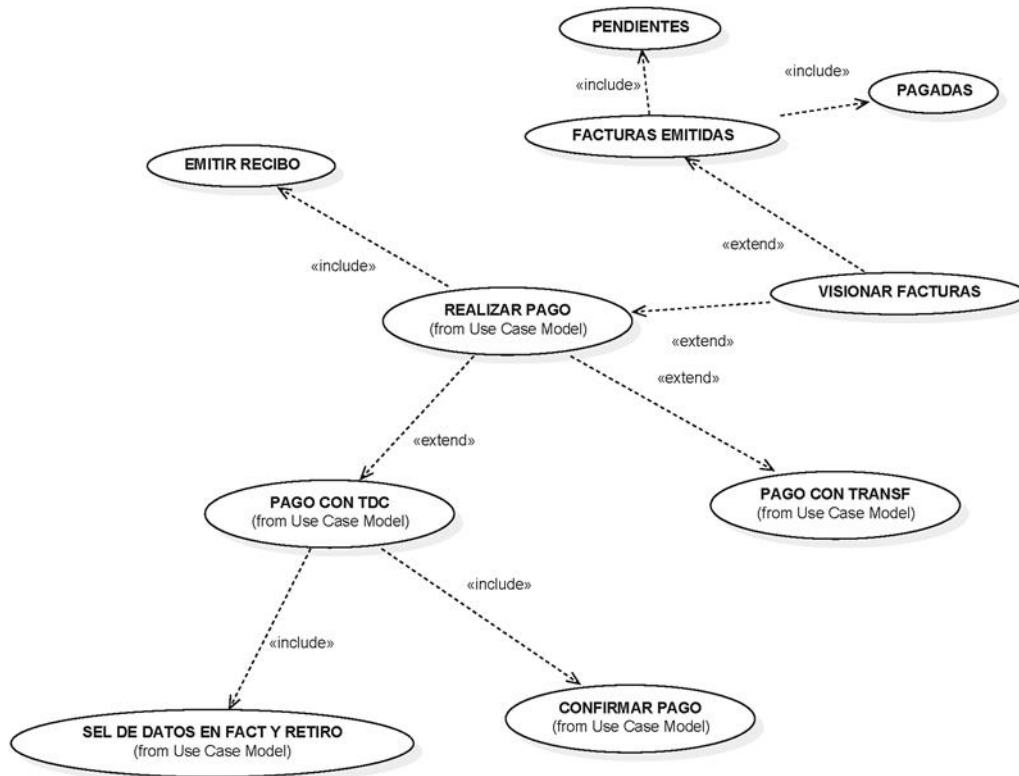 PENDIENTES
«include»
«include»
PAGADAS
FACTURAS EMITIDAS
EMITIR RECIBO
«extend»
«include»
VISIONAR FACTURAS
REALIZAR PAGO
(from Use Case Model)
«extend»
«extend»
«extend»
PAGO CON TDC
(from Use Case Model)
PAGO CON TRANSF
(from Use Case Model)
«include»
«include»
SEL DE DATOS EN FACT Y RETIRO
(from Use Case Model)
CONFIRMAR PAGO
(from Use Case Model)